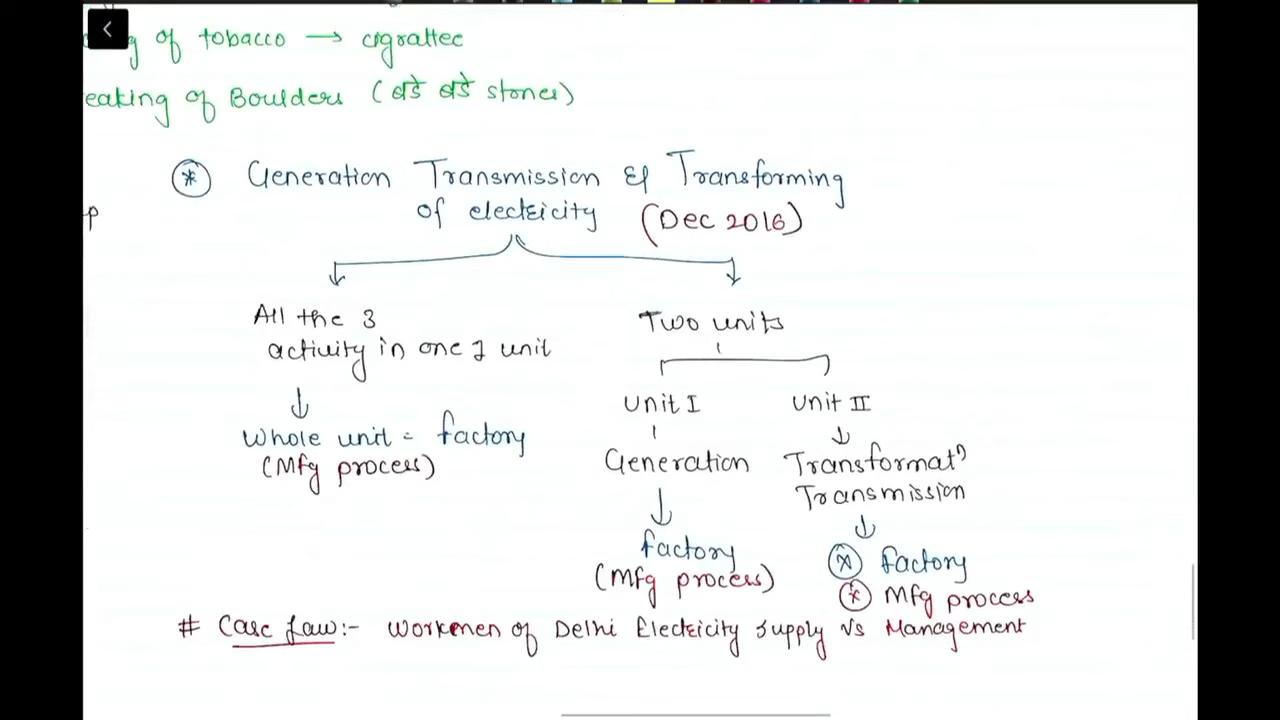 of tobacco → cigrattec
eaking of Boulders (बडे बडे stones)
* Generation Transmission & Transforming
of electricity (Dec 2016)
p
All the 3
activity in one 1 unit
Two units
Unit I
Unit II
Whole unit = factory
(Mfg process)
Generation
Transformatⁿ
Transmission
factory
(Mfg process)
x factory
x Mfg process
# Case Law:- Workmen of Delhi Electricity Supply vs Management